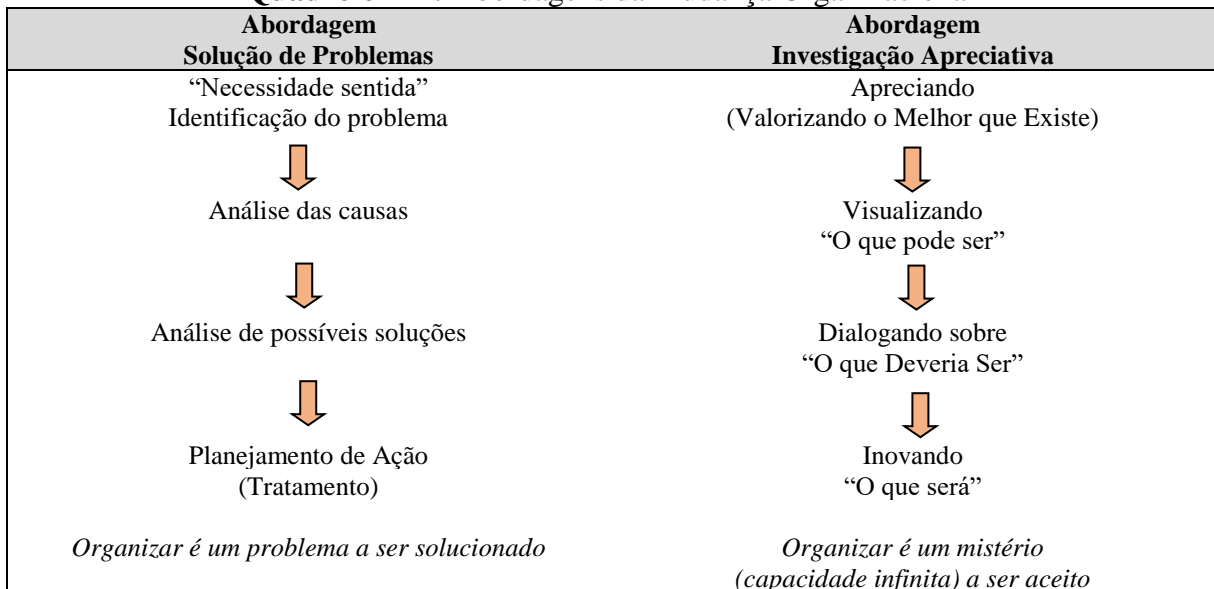 Abordagem
Solução de Problemas
“Necessidade sentida”
Identificação do problema
Análise das causas
Análise de possíveis soluções
Planejamento de Ação
(Tratamento)
Organizar é um problema a ser solucionado
Abordagem
Investigação Apreciativa
Apreciando
(Valorizando o Melhor que Existe)
Visualizando
“O que pode ser”
Dialogando sobre
“O que Deveria Ser”
Inovando
“O que será”
Organizar é um mistério
(capacidade infinita) a ser aceito